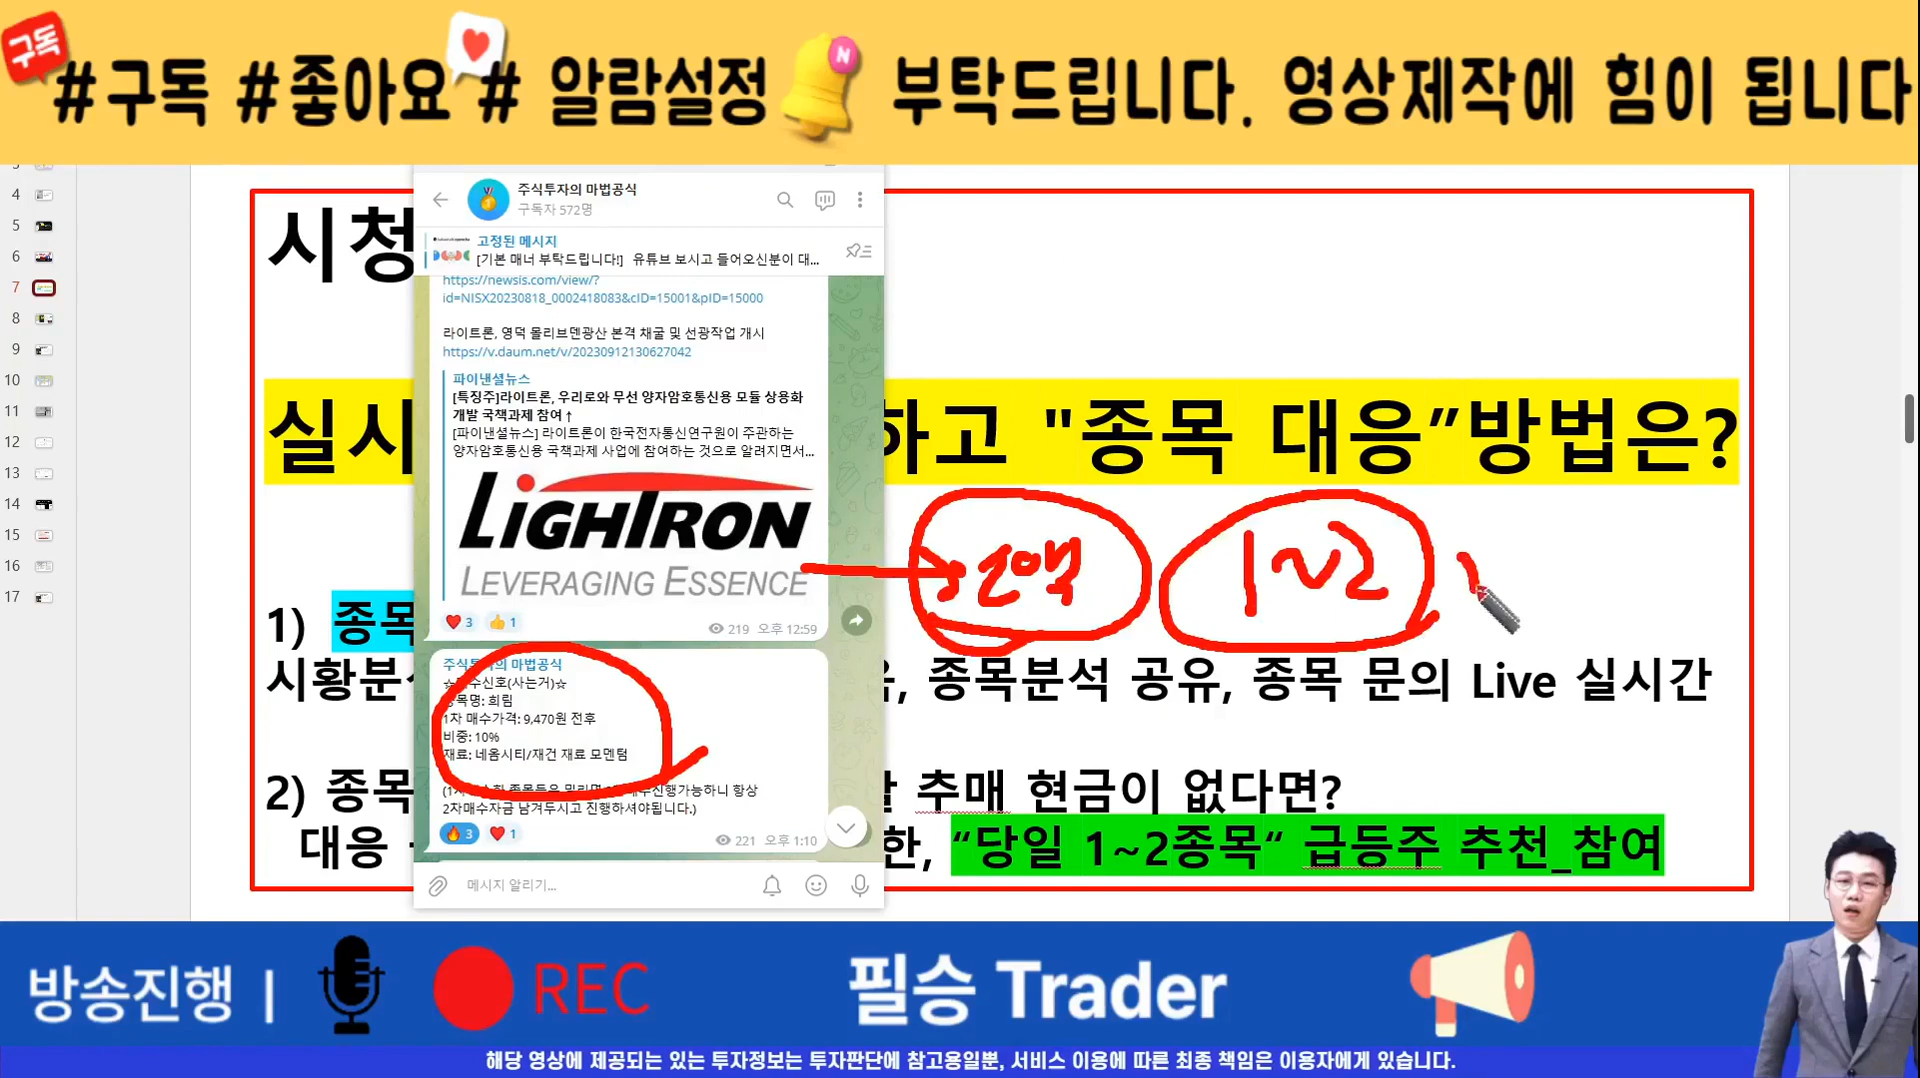 구독
#구독 #좋아요 # 알람설정 N 부탁드립니다. 영상제작에 힘이 됩니다
4
5
6
7
8
9
10
11
12
13
14
15
16
17
시청
주식투자의 마법공식
구독자 572명
고정된 메시지
[기본 매너 부탁드립니다!] 유튜브 보시고 들어오신분이 대...
https://newsis.com/view/?
id=NISX20230818_0002418083&cID=15001&pID=15000
라이트론, 영덕 몰리브덴광산 본격 채굴 및 선광작업 개시
https://v.daum.net/v/20230912130627042
파이낸셜뉴스
[특징주]라이트론, 우리로와 무선 양자암호통신용 모듈 상용화
개발 국책과제 참여↑
[파이낸셜뉴스] 라이트론이 한국전자통신연구원이 주관하는
양자암호통신용 국책과제 사업에 참여하는 것으로 알려지면서...
LIGHTRON
LEVERAGING ESSENCE
3 1
219 오후 12:59
주식투자의 마법공식
☆매수신호(사는거)☆
종목명: 희림
1차 매수가격: 9,470원 전후
비중: 10%
재료: 네옴시티/재건 재료 모멘텀
2차매수자금 남겨두시고 진행하셔야됩니다.)
3 1
221 오후 1:10
메시지 알리기...
실시 하고 "종목 대응"방법은?
1~2
1) 종목
시황분 종목분석 공유, 종목 문의 Live 실시간
2) 종목 추매 현금이 없다면?
대응 한, "당일 1~2종목" 급등주 추천_참여
방송진행 | REC 필승 Trader
해당 영상에 제공되는 있는 투자정보는 투자판단에 참고용일뿐, 서비스 이용에 따른 최종 책임은 이용자에게 있습니다.